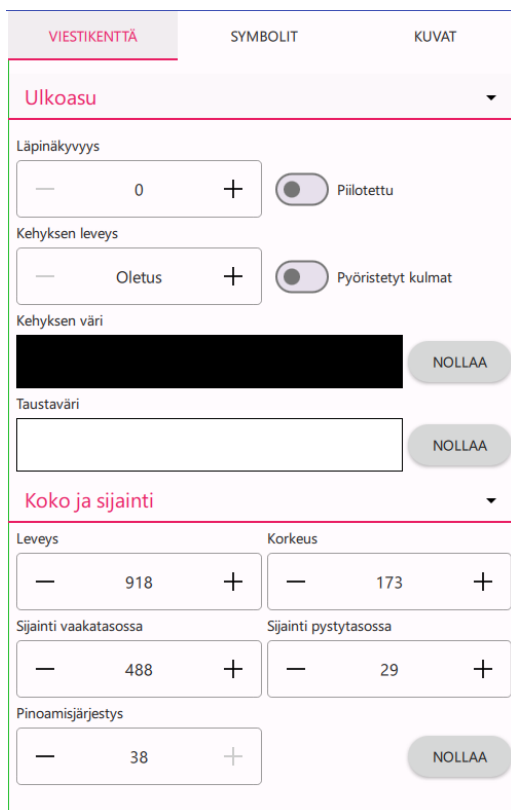 VIESTIKENTTÄ SYMBOLIT KUVAT
Ulkoasu
Läpinäkyvyys
0 Piilotettu
Kehyksen leveys
Oletus Pyöristetyt kulmat
Kehyksen väri
NOLLAA
Taustaväri
NOLLAA
Koko ja sijainti
Leveys Korkeus
918 173
Sijainti vaakatasossa Sijainti pystytasossa
488 29
Pinoamisjärjestys
38 NOLLAA